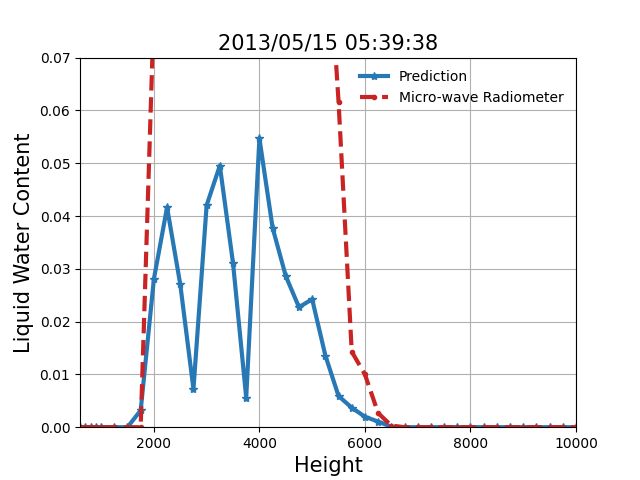 2013/05/15 05:39:38
Prediction
Micro-wave Radiometer
Liquid Water Content
0.07
0.06
0.05
0.04
0.03
0.02
0.01
0.00
2000 4000 6000 8000 10000
Height